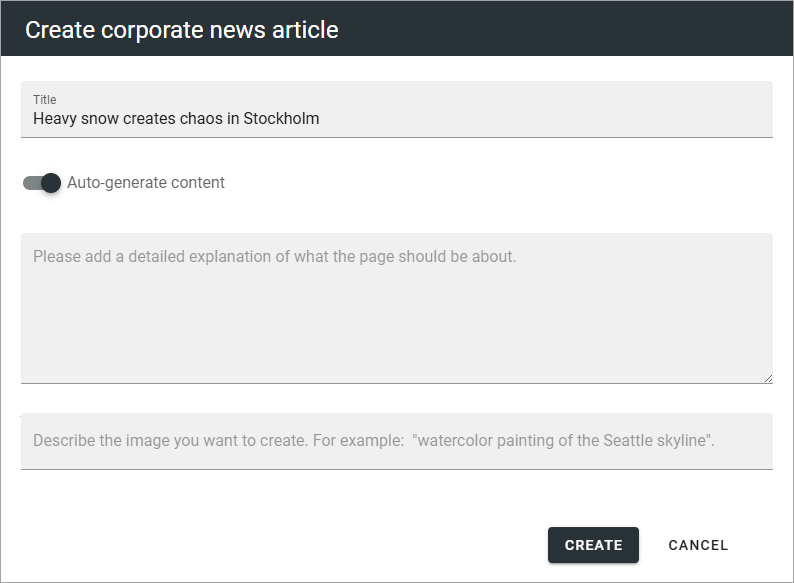 Create corporate news article
Title
Heavy snow creates chaos in Stockholm
Auto-generate content
Please add a detailed explanation of what the page should be about.
Describe the image you want to create. For example:  "watercolor painting of the Seattle skyline".
CREATE CANCEL